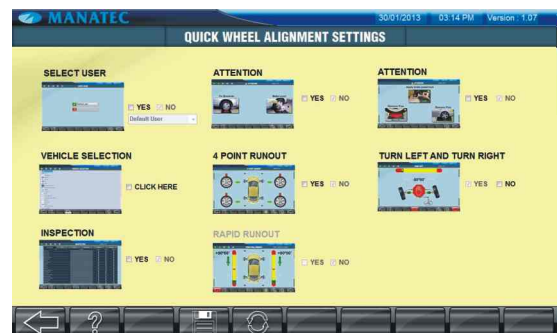 MANATEC
30/01/2013 03:14 PM Version : 1.07
QUICK WHEEL ALIGNMENT SETTINGS
SELECT USER
YES NO
Default User
ATTENTION
YES NO
ATTENTION
YES NO
VEHICLE SELECTION
CLICK HERE
4 POINT RUNOUT
YES NO
TURN LEFT AND TURN RIGHT
YES NO
INSPECTION
YES NO
RAPID RUNOUT
YES NO